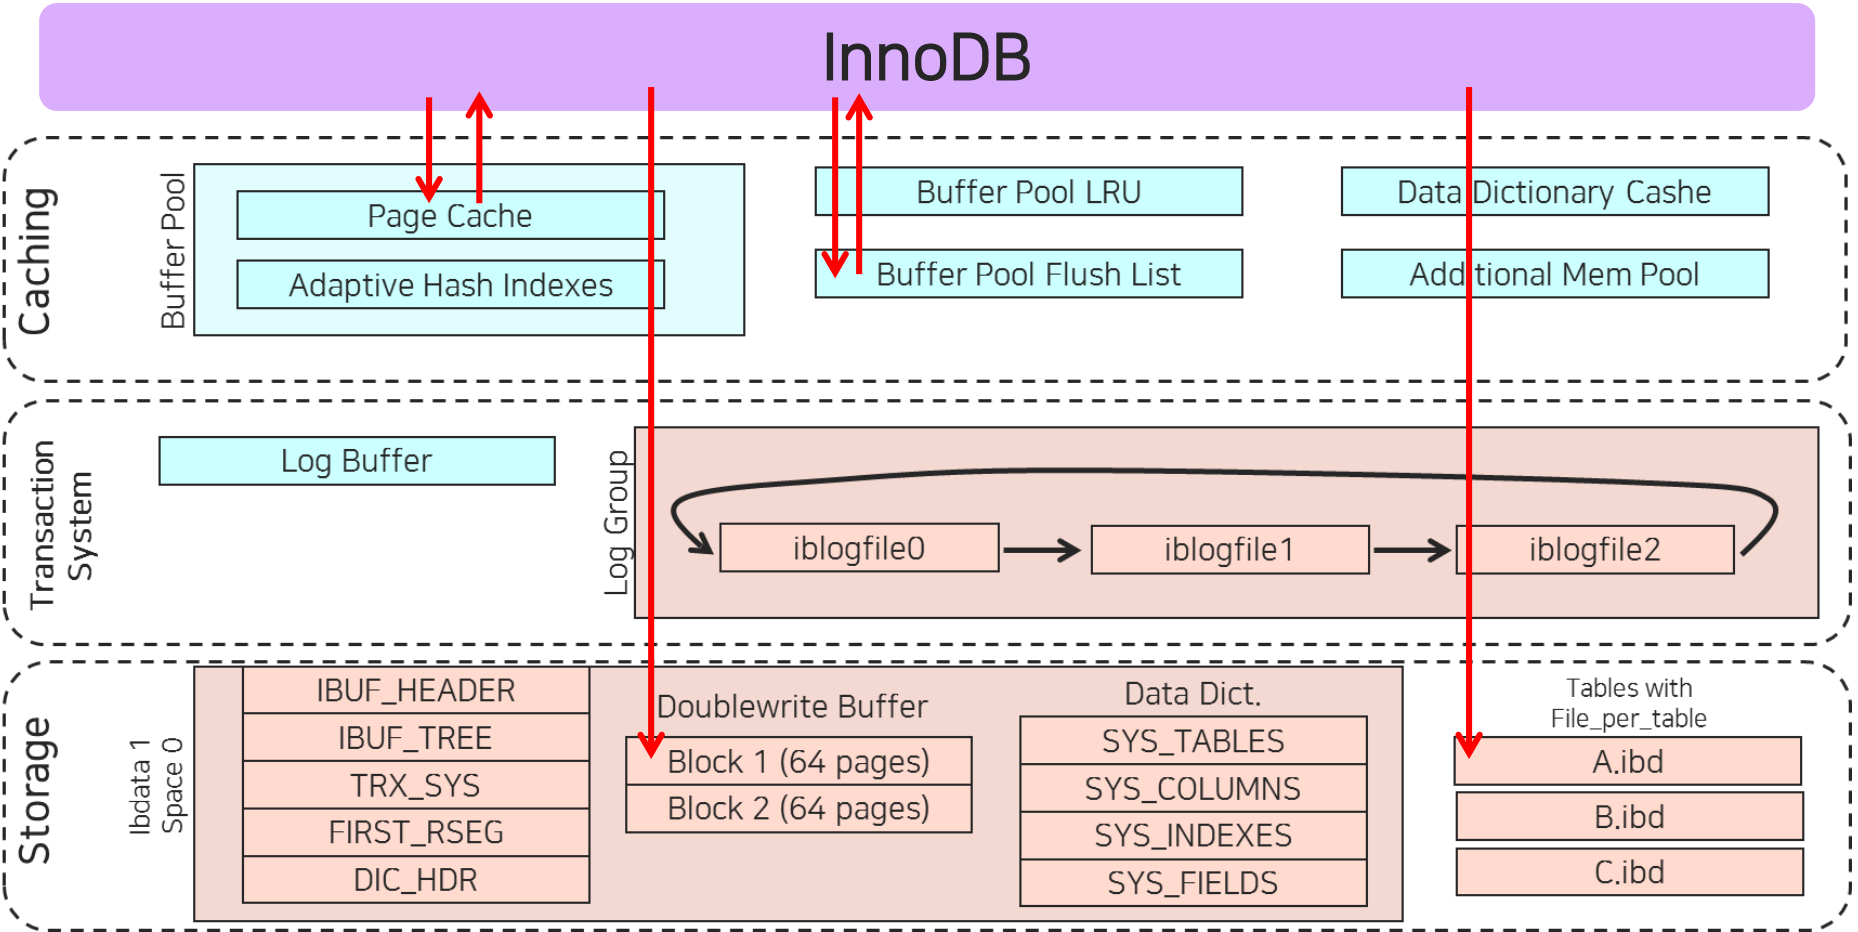 InnoDB
Caching
Buffer Pool
Page Cache
Adaptive Hash Indexes
Buffer Pool LRU
Buffer Pool Flush List
Data Dictionary Cashe
Additional Mem Pool
Transaction
System
Log Buffer
Log Group
iblogfile0
iblogfile1
iblogfile2
Storage
Ibdata 1
Space 0
IBUF_HEADER
IBUF_TREE
TRX_SYS
FIRST_RSEG
DIC_HDR
Doublewrite Buffer
Block 1 (64 pages)
Block 2 (64 pages)
Data Dict.
SYS_TABLES
SYS_COLUMNS
SYS_INDEXES
SYS_FIELDS
Tables with
File_per_table
A.ibd
B.ibd
C.ibd